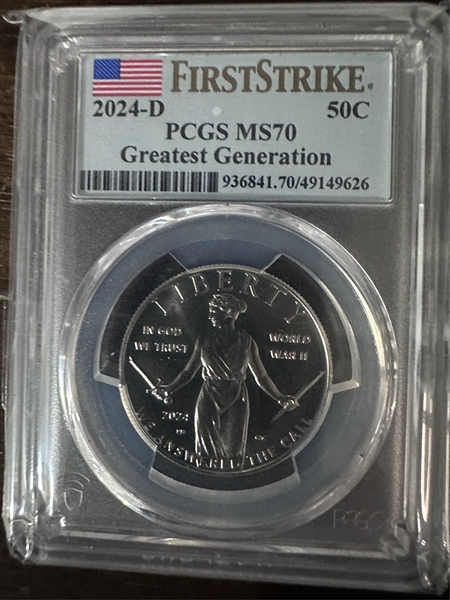 FIRSTSTRIKE®
2024-D 50C
PCGS MS70
Greatest Generation
936841.70/49149626
LIBERTY
IN GOD WE TRUST
WORLD WAR II
2024
WE ANSWERED THE CALL
PCGS